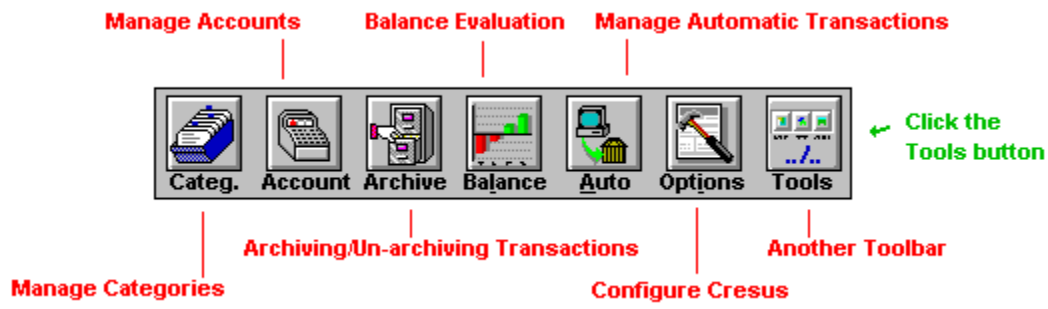 Manage Accounts
Balance Evaluation
Manage Automatic Transactions
Click the
Tools button
../..
Categ.
Account
Archive
Balance
Auto
Options
Tools
Archiving/Un-archiving Transactions
Another Toolbar
Manage Categories
Configure Cresus